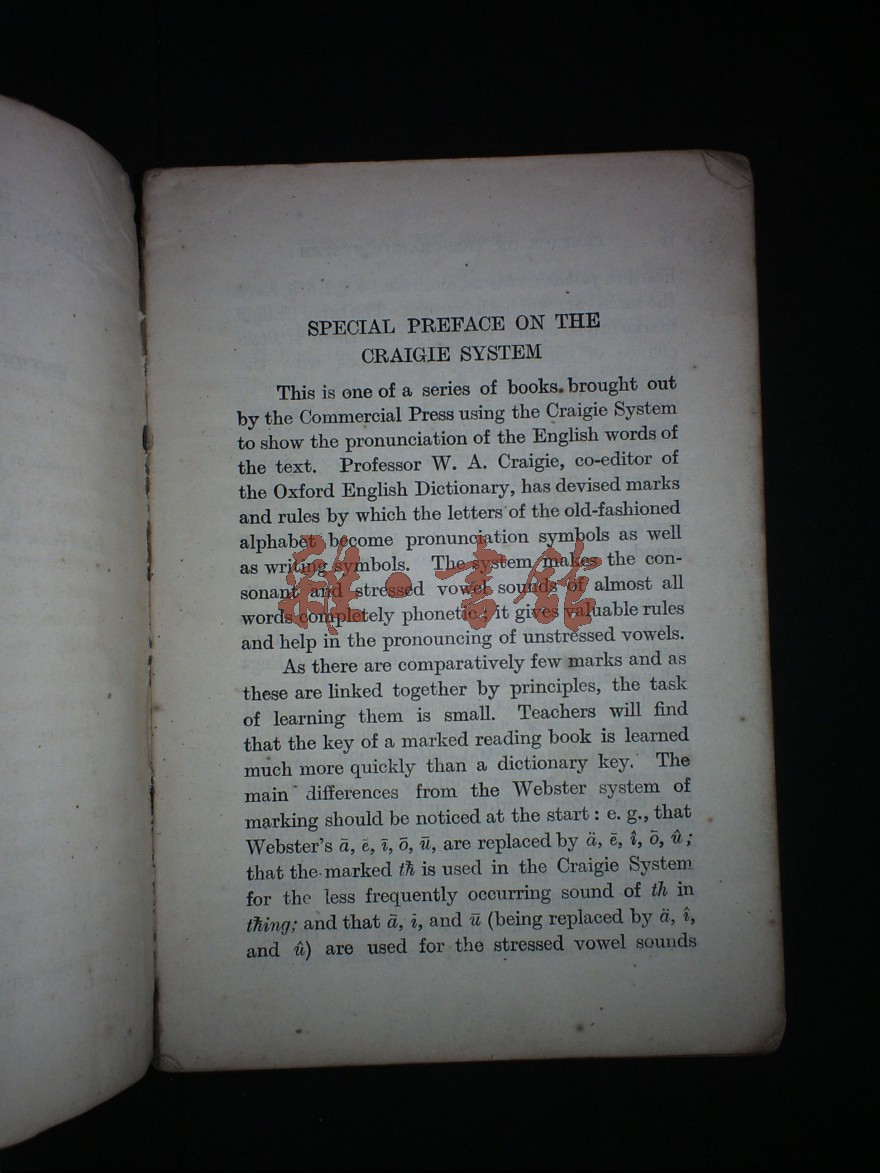 SPECIAL PREFACE ON THE
CRAIGIE SYSTEM
This is one of a series of books brought out
by the Commercial Press using the Craigie System
to show the pronunciation of the English words of
the text. Professor W. A. Craigie, co-editor of
the Oxford English Dictionary, has devised marks
and rules by which the letters of the old-fashioned
alphabet become pronunciation symbols as well
as writing symbols. The system makes the con-
sonant and stressed vowel sounds of almost all
words completely phonetic; it gives valuable rules
and help in the pronouncing of unstressed vowels.
As there are comparatively few marks and as
these are linked together by principles, the task
of learning them is small. Teachers will find
that the key of a marked reading book is learned
much more quickly than a dictionary key. The
main differences from the Webster system of
marking should be noticed at the start: e. g., that
Webster's ā, ē, ī, ō, ū, are replaced by ä, ē, î, ō, û;
that the marked tħ is used in the Craigie System
for the less frequently occurring sound of th in
tħing; and that ā, ī, and ū (being replaced by ä, î,
and û) are used for the stressed vowel sounds
雅·書館